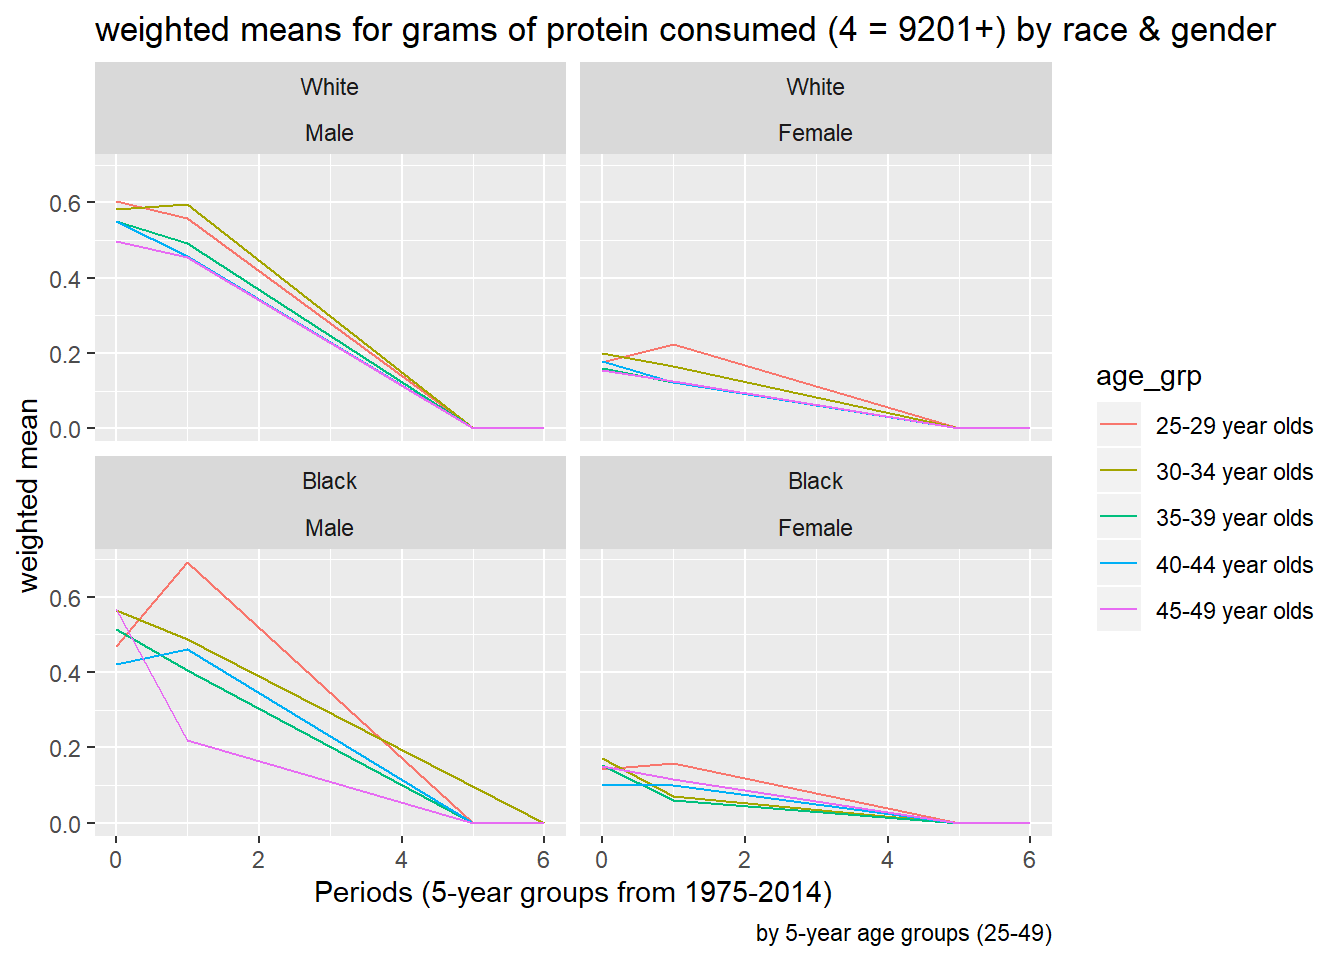 weighted means for grams of protein consumed (4 = 9201+) by race & gender
White
Male
White
Female
0.6
0.4
0.2
0.0
Black
Male
Black
Female
0.6
0.4
0.2
0.0
0 2 4 6
0 2 4 6
weighted mean
Periods (5-year groups from 1975-2014)
by 5-year age groups (25-49)
age_grp
25-29 year olds
30-34 year olds
35-39 year olds
40-44 year olds
45-49 year olds